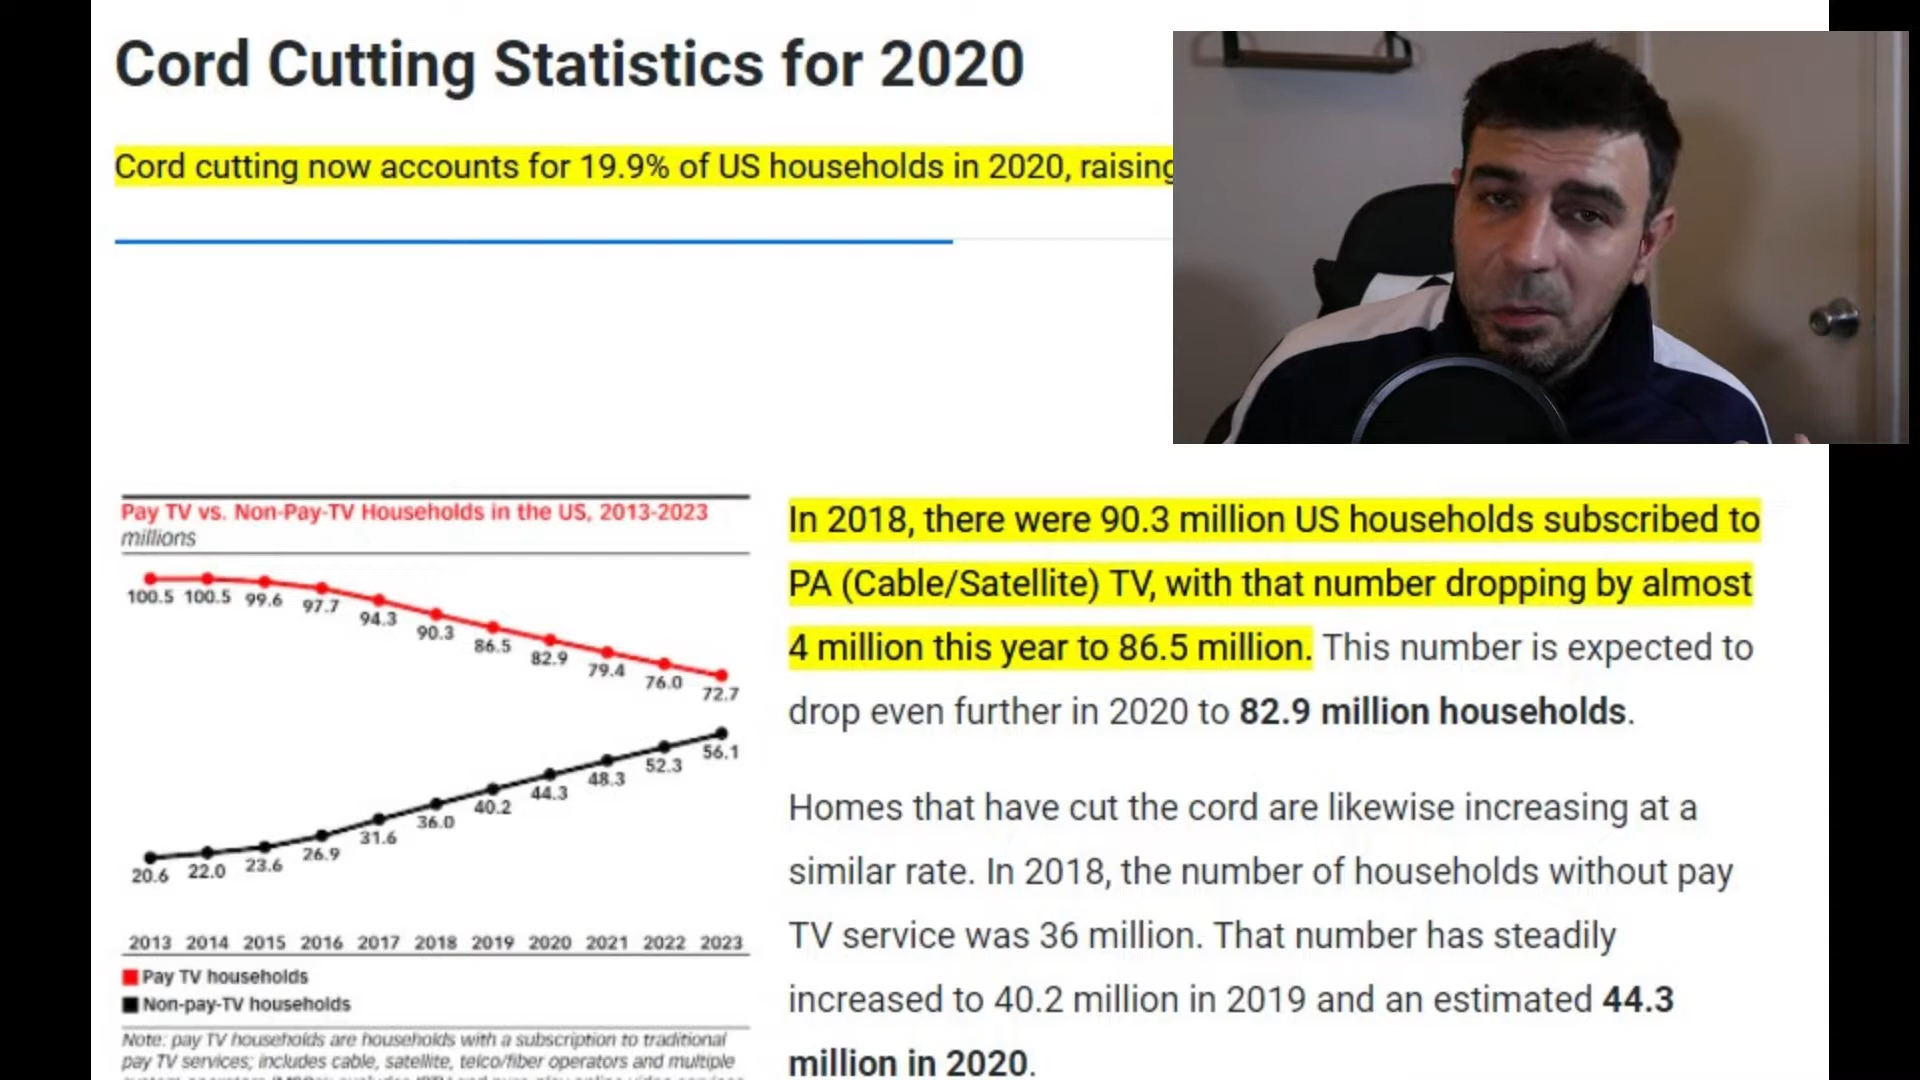 Cord Cutting Statistics for 2020
Cord cutting now accounts for 19.9% of US households in 2020, raising
Pay TV vs. Non-Pay-TV Households in the US, 2013-2023
millions
100.5 100.5 99.6 97.7 94.3 90.3 86.5 82.9 79.4 76.0 72.7
20.6 22.0 23.6 26.9 31.6 36.0 40.2 44.3 48.3 52.3 56.1
2013 2014 2015 2016 2017 2018 2019 2020 2021 2022 2023
Pay TV households
Non-pay-TV households
Note: pay TV households are households with a subscription to traditional
pay TV services; includes cable, satellite, telco/fiber operators and multiple
In 2018, there were 90.3 million US households subscribed to
PA (Cable/Satellite) TV, with that number dropping by almost
4 million this year to 86.5 million. This number is expected to
drop even further in 2020 to 82.9 million households.
Homes that have cut the cord are likewise increasing at a
similar rate. In 2018, the number of households without pay
TV service was 36 million. That number has steadily
increased to 40.2 million in 2019 and an estimated 44.3
million in 2020.